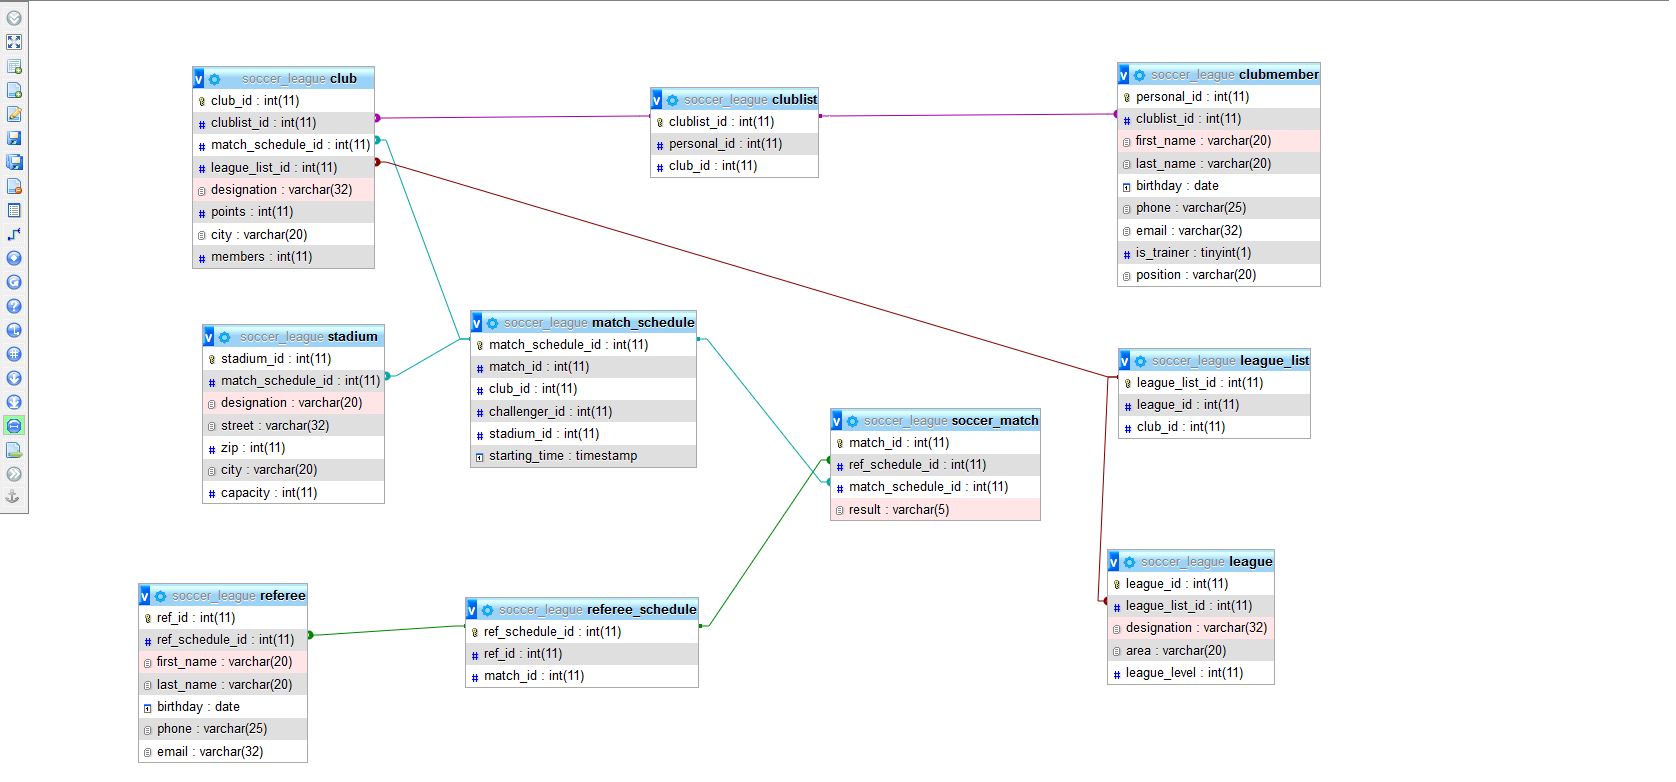 soccer_league club
club_id : int(11)
clublist_id : int(11)
match_schedule_id : int(11)
league_list_id : int(11)
designation : varchar(32)
points : int(11)
city : varchar(20)
members : int(11)
soccer_league clublist
clublist_id : int(11)
personal_id : int(11)
club_id : int(11)
soccer_league clubmember
personal_id : int(11)
clublist_id : int(11)
first_name : varchar(20)
last_name : varchar(20)
birthday : date
phone : varchar(25)
email : varchar(32)
is_trainer : tinyint(1)
position : varchar(20)
soccer_league stadium
stadium_id : int(11)
match_schedule_id : int(11)
designation : varchar(20)
street : varchar(32)
zip : int(11)
city : varchar(20)
capacity : int(11)
soccer_league match_schedule
match_schedule_id : int(11)
match_id : int(11)
club_id : int(11)
challenger_id : int(11)
stadium_id : int(11)
starting_time : timestamp
soccer_league soccer_match
match_id : int(11)
ref_schedule_id : int(11)
match_schedule_id : int(11)
result : varchar(5)
soccer_league league_list
league_list_id : int(11)
league_id : int(11)
club_id : int(11)
soccer_league referee
ref_id : int(11)
ref_schedule_id : int(11)
first_name : varchar(20)
last_name : varchar(20)
birthday : date
phone : varchar(25)
email : varchar(32)
soccer_league referee_schedule
ref_schedule_id : int(11)
ref_id : int(11)
match_id : int(11)
soccer_league league
league_id : int(11)
league_list_id : int(11)
designation : varchar(32)
area : varchar(20)
league_level : int(11)